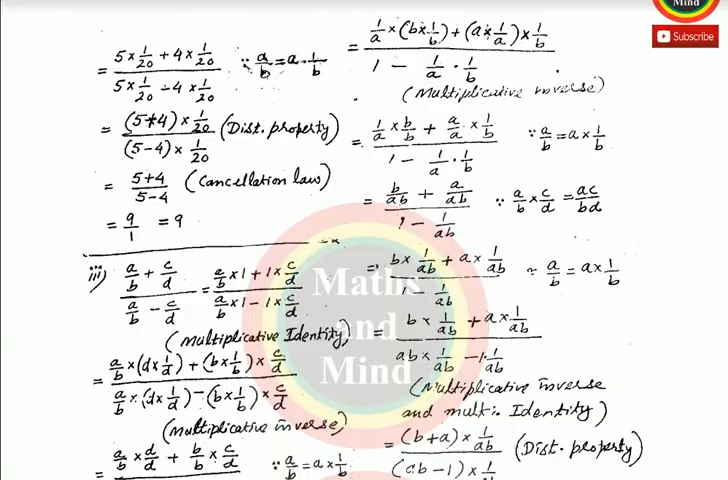 = (5 × 1/20 + 4 × 1/20) / (5 × 1/20 − 4 × 1/20) ∵ a/b = a · 1/b
= ((5+4) × 1/20) / ((5−4) × 1/20) (Dist. property)
= (5+4) / (5−4) (Cancellation law)
= 9/1 = 9
iii) (a/b + c/d) / (a/b − c/d) = (a/b × 1 + 1 × c/d) / (a/b × 1 − 1 × c/d)
(Multiplicative Identity)
= (a/b × (d × 1/d) + (b × 1/b) × c/d) / (a/b × (d × 1/d) − (b × 1/b) × c/d)
(Multiplicative inverse)
= a/b × d/d + b/b × c/d ∵ a/b = a × 1/b
= (1/a × (b × 1/b) + (a × 1/a) × 1/b) / (1 − 1/a · 1/b)
(Multiplicative inverse)
= (1/a × b/b + a/a × 1/b) / (1 − 1/a · 1/b) ∵ a/b = a × 1/b
= (b/ab + a/ab) / (1 − 1/ab) ∵ a/b × c/d = ac/bd
= (b × 1/ab + a × 1/ab) / (1 − 1/ab) ∵ a/b = a × 1/b
= (b × 1/ab + a × 1/ab) / (ab × 1/ab − 1 · 1/ab)
(Multiplicative inverse
and multi. Identity)
= ((b+a) × 1/ab) / ((ab−1) × 1/ab) (Dist. property)
Maths
and
Mind
Mind
Subscribe